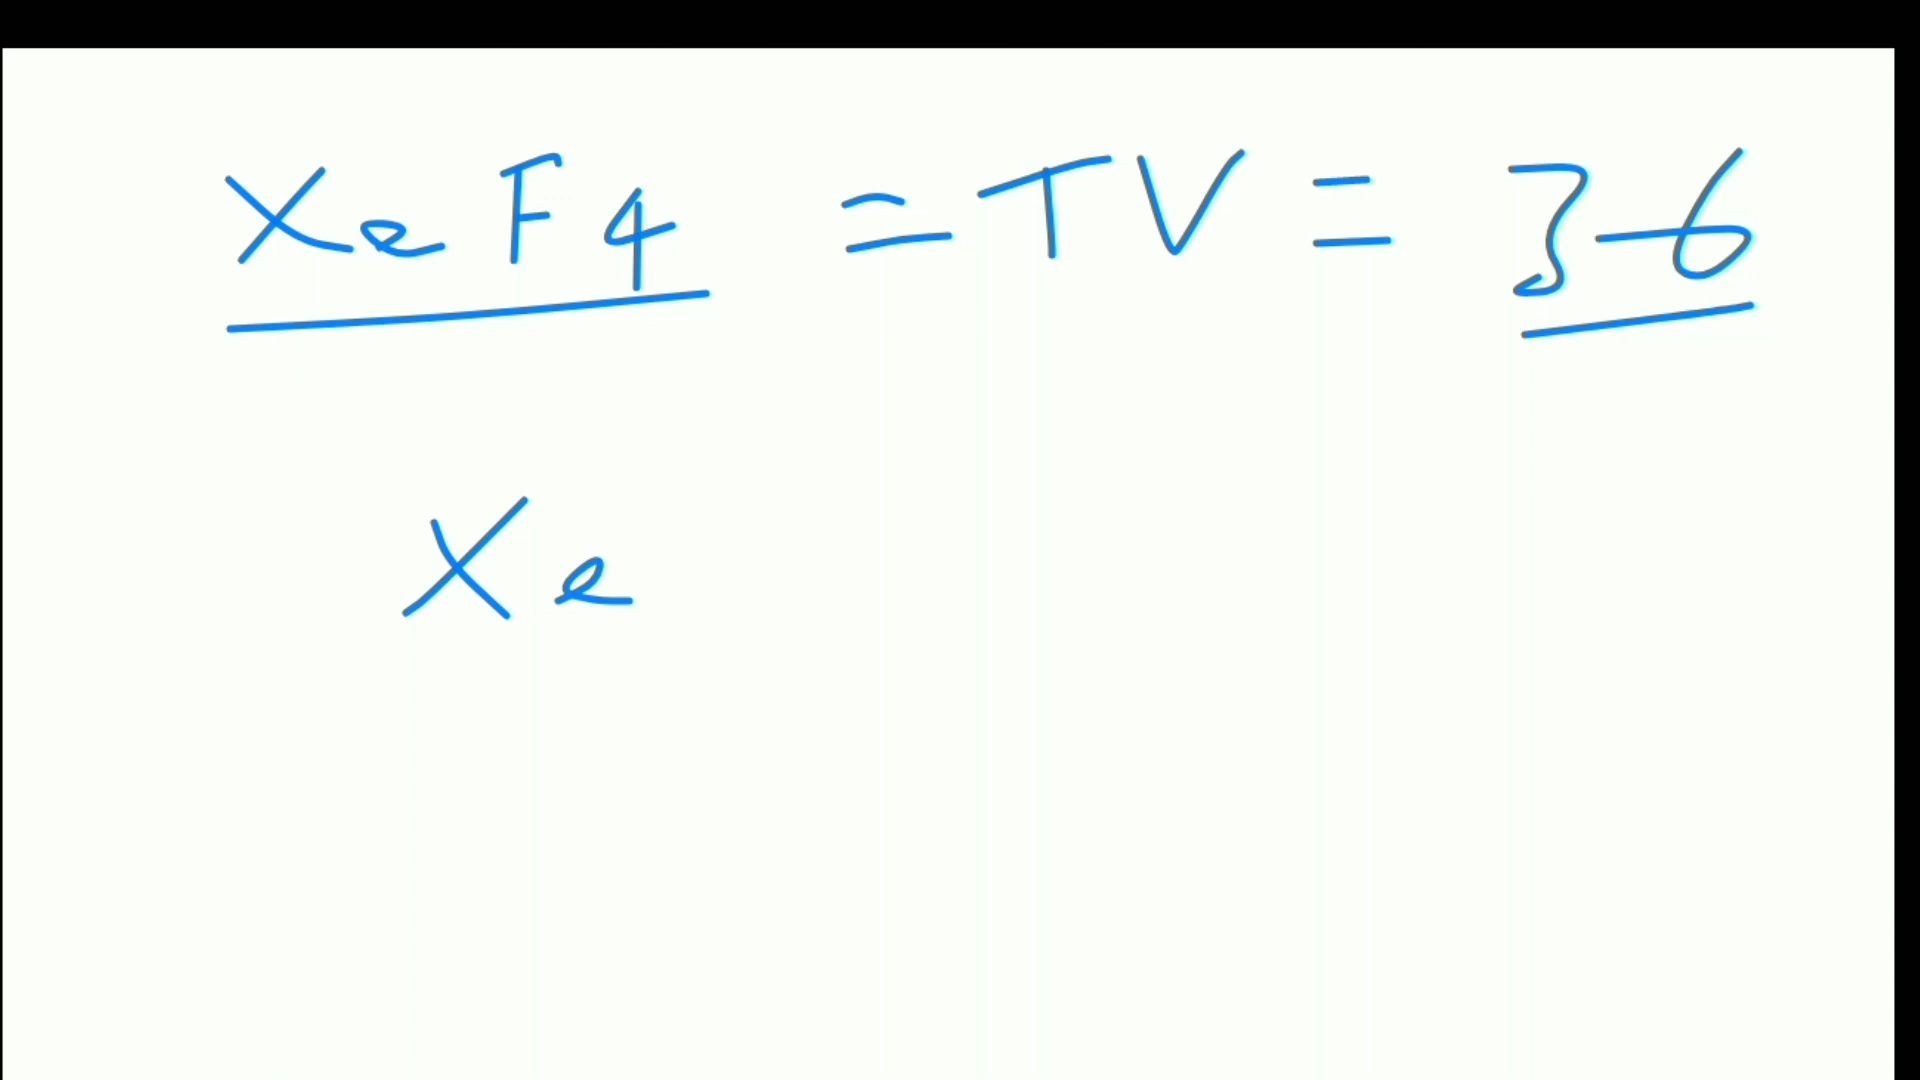 XeF4 = TV = 36
Xe